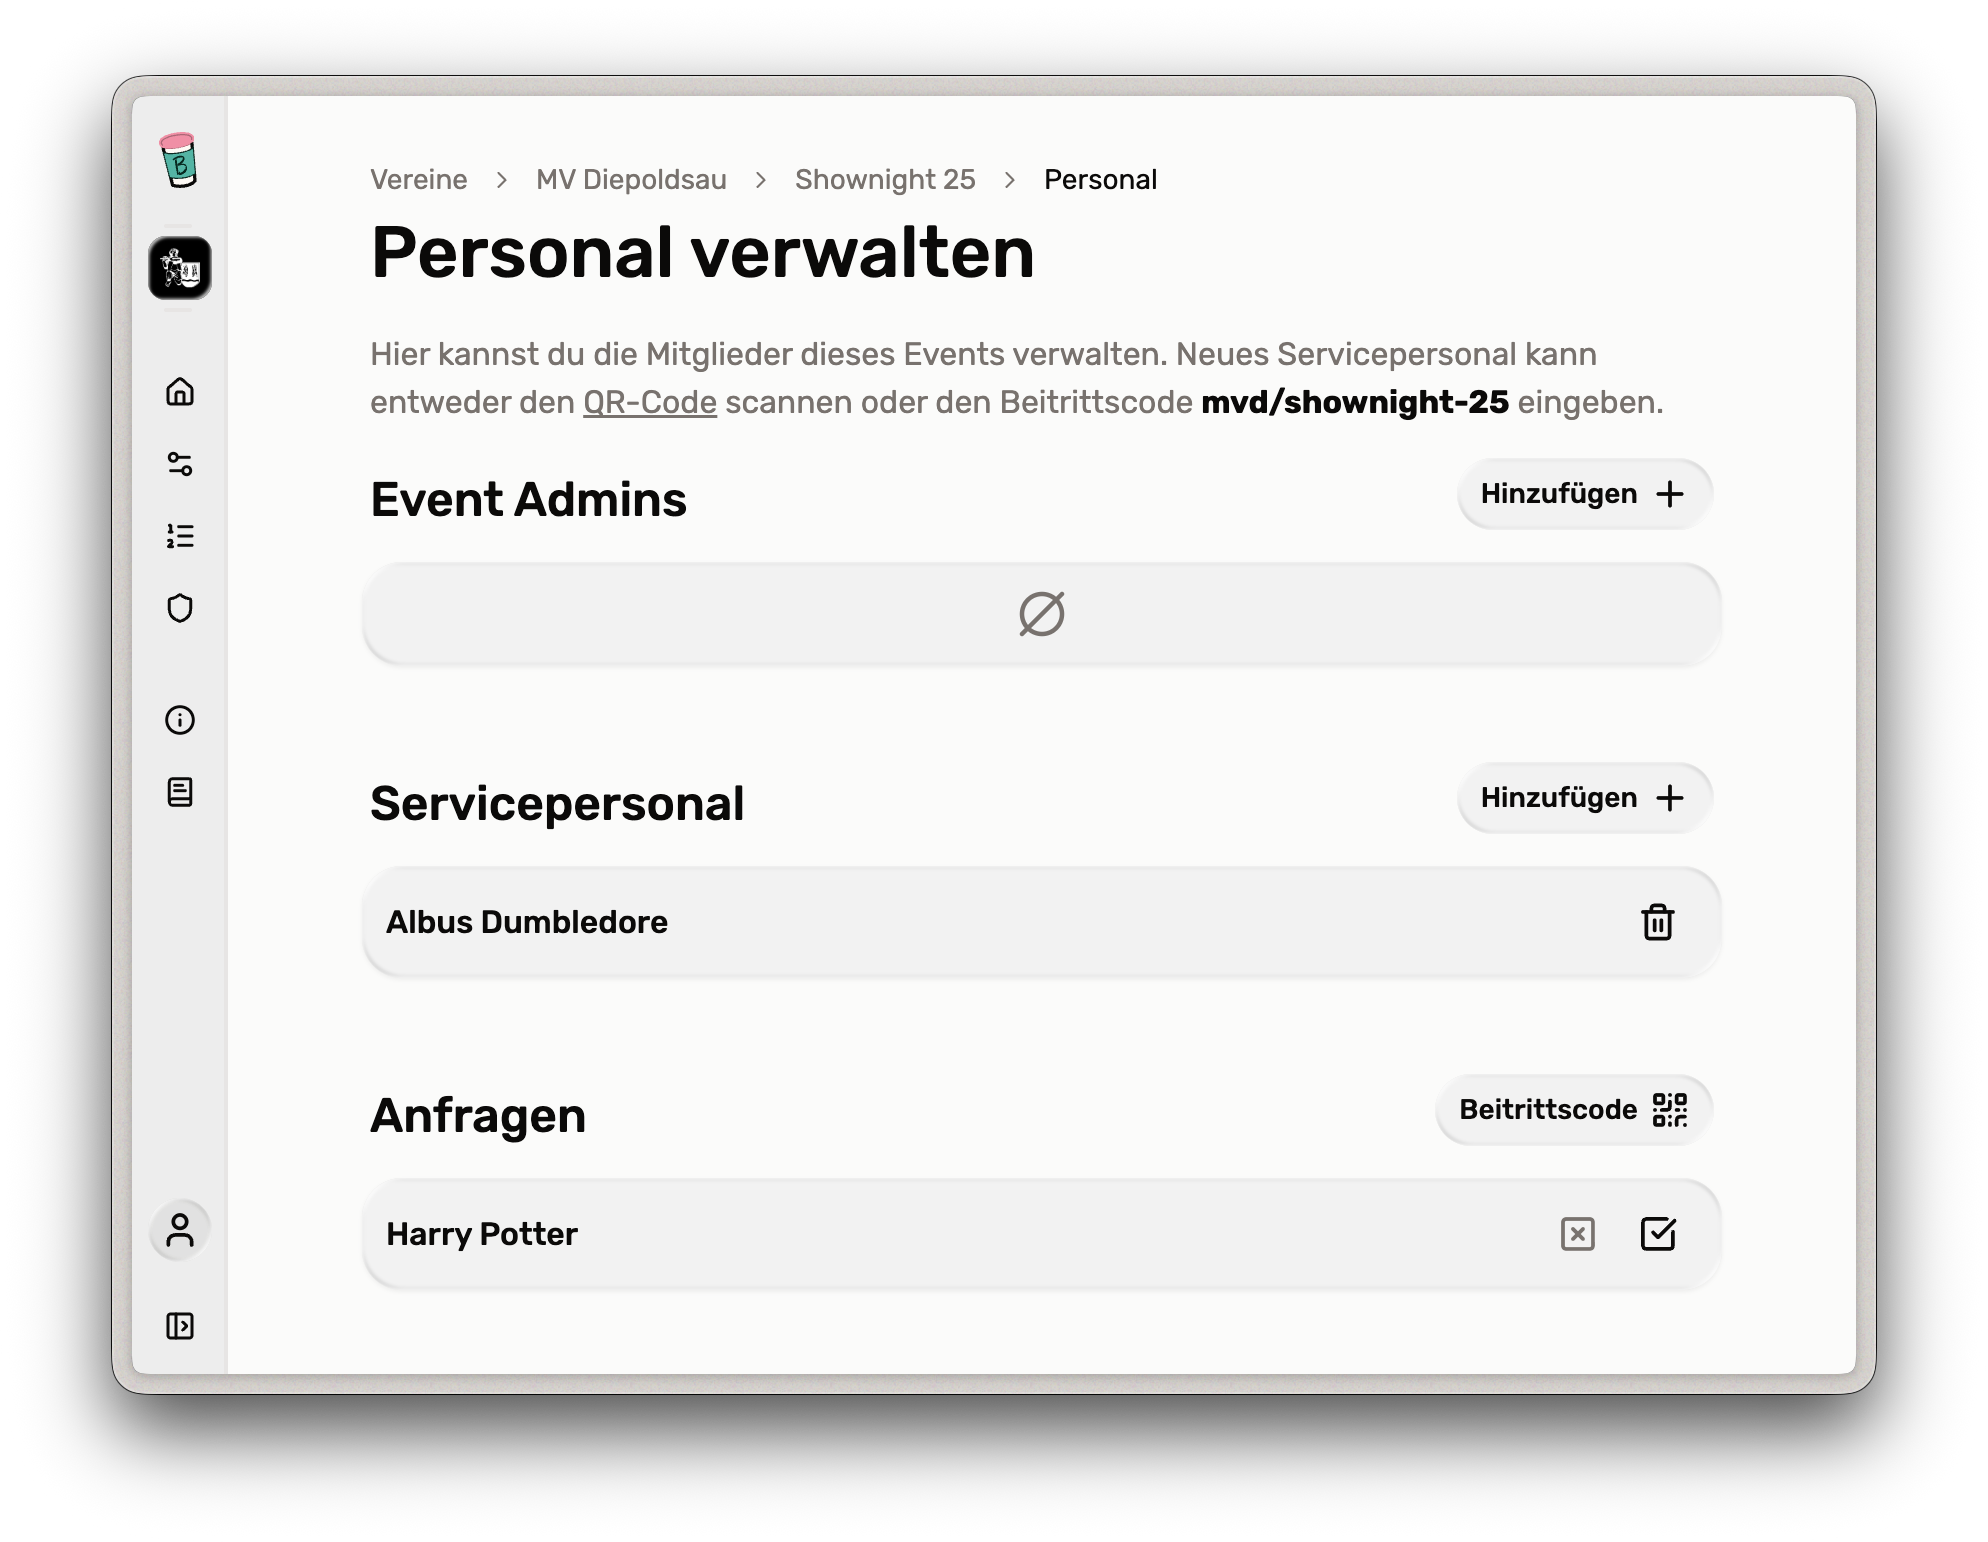 B
Vereine > MV Diepoldsau > Shownight 25 > Personal
Personal verwalten
Hier kannst du die Mitglieder dieses Events verwalten. Neues Servicepersonal kann
entweder den QR-Code scannen oder den Beitrittscode mvd/shownight-25 eingeben.
Event Admins
Hinzufügen
Servicepersonal
Hinzufügen
Albus Dumbledore
Anfragen
Beitrittscode
Harry Potter